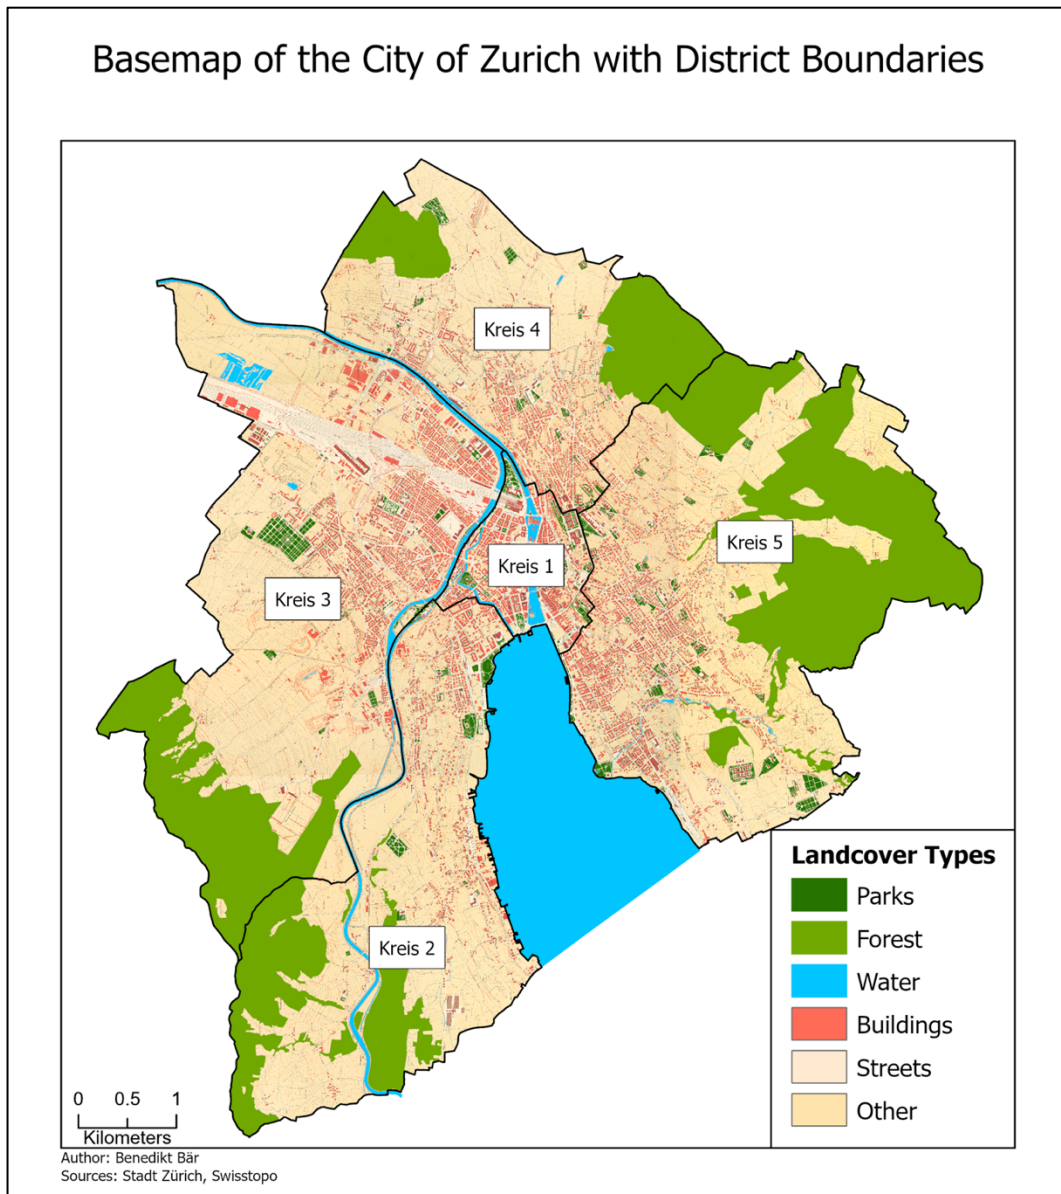 Basemap of the City of Zurich with District Boundaries
Kreis 4
Kreis 5
Kreis 1
Kreis 3
Kreis 2
Landcover Types
Parks
Forest
Water
Buildings
Streets
Other
0 0.5 1
Kilometers
Author: Benedikt Bär
Sources: Stadt Zürich, Swisstopo